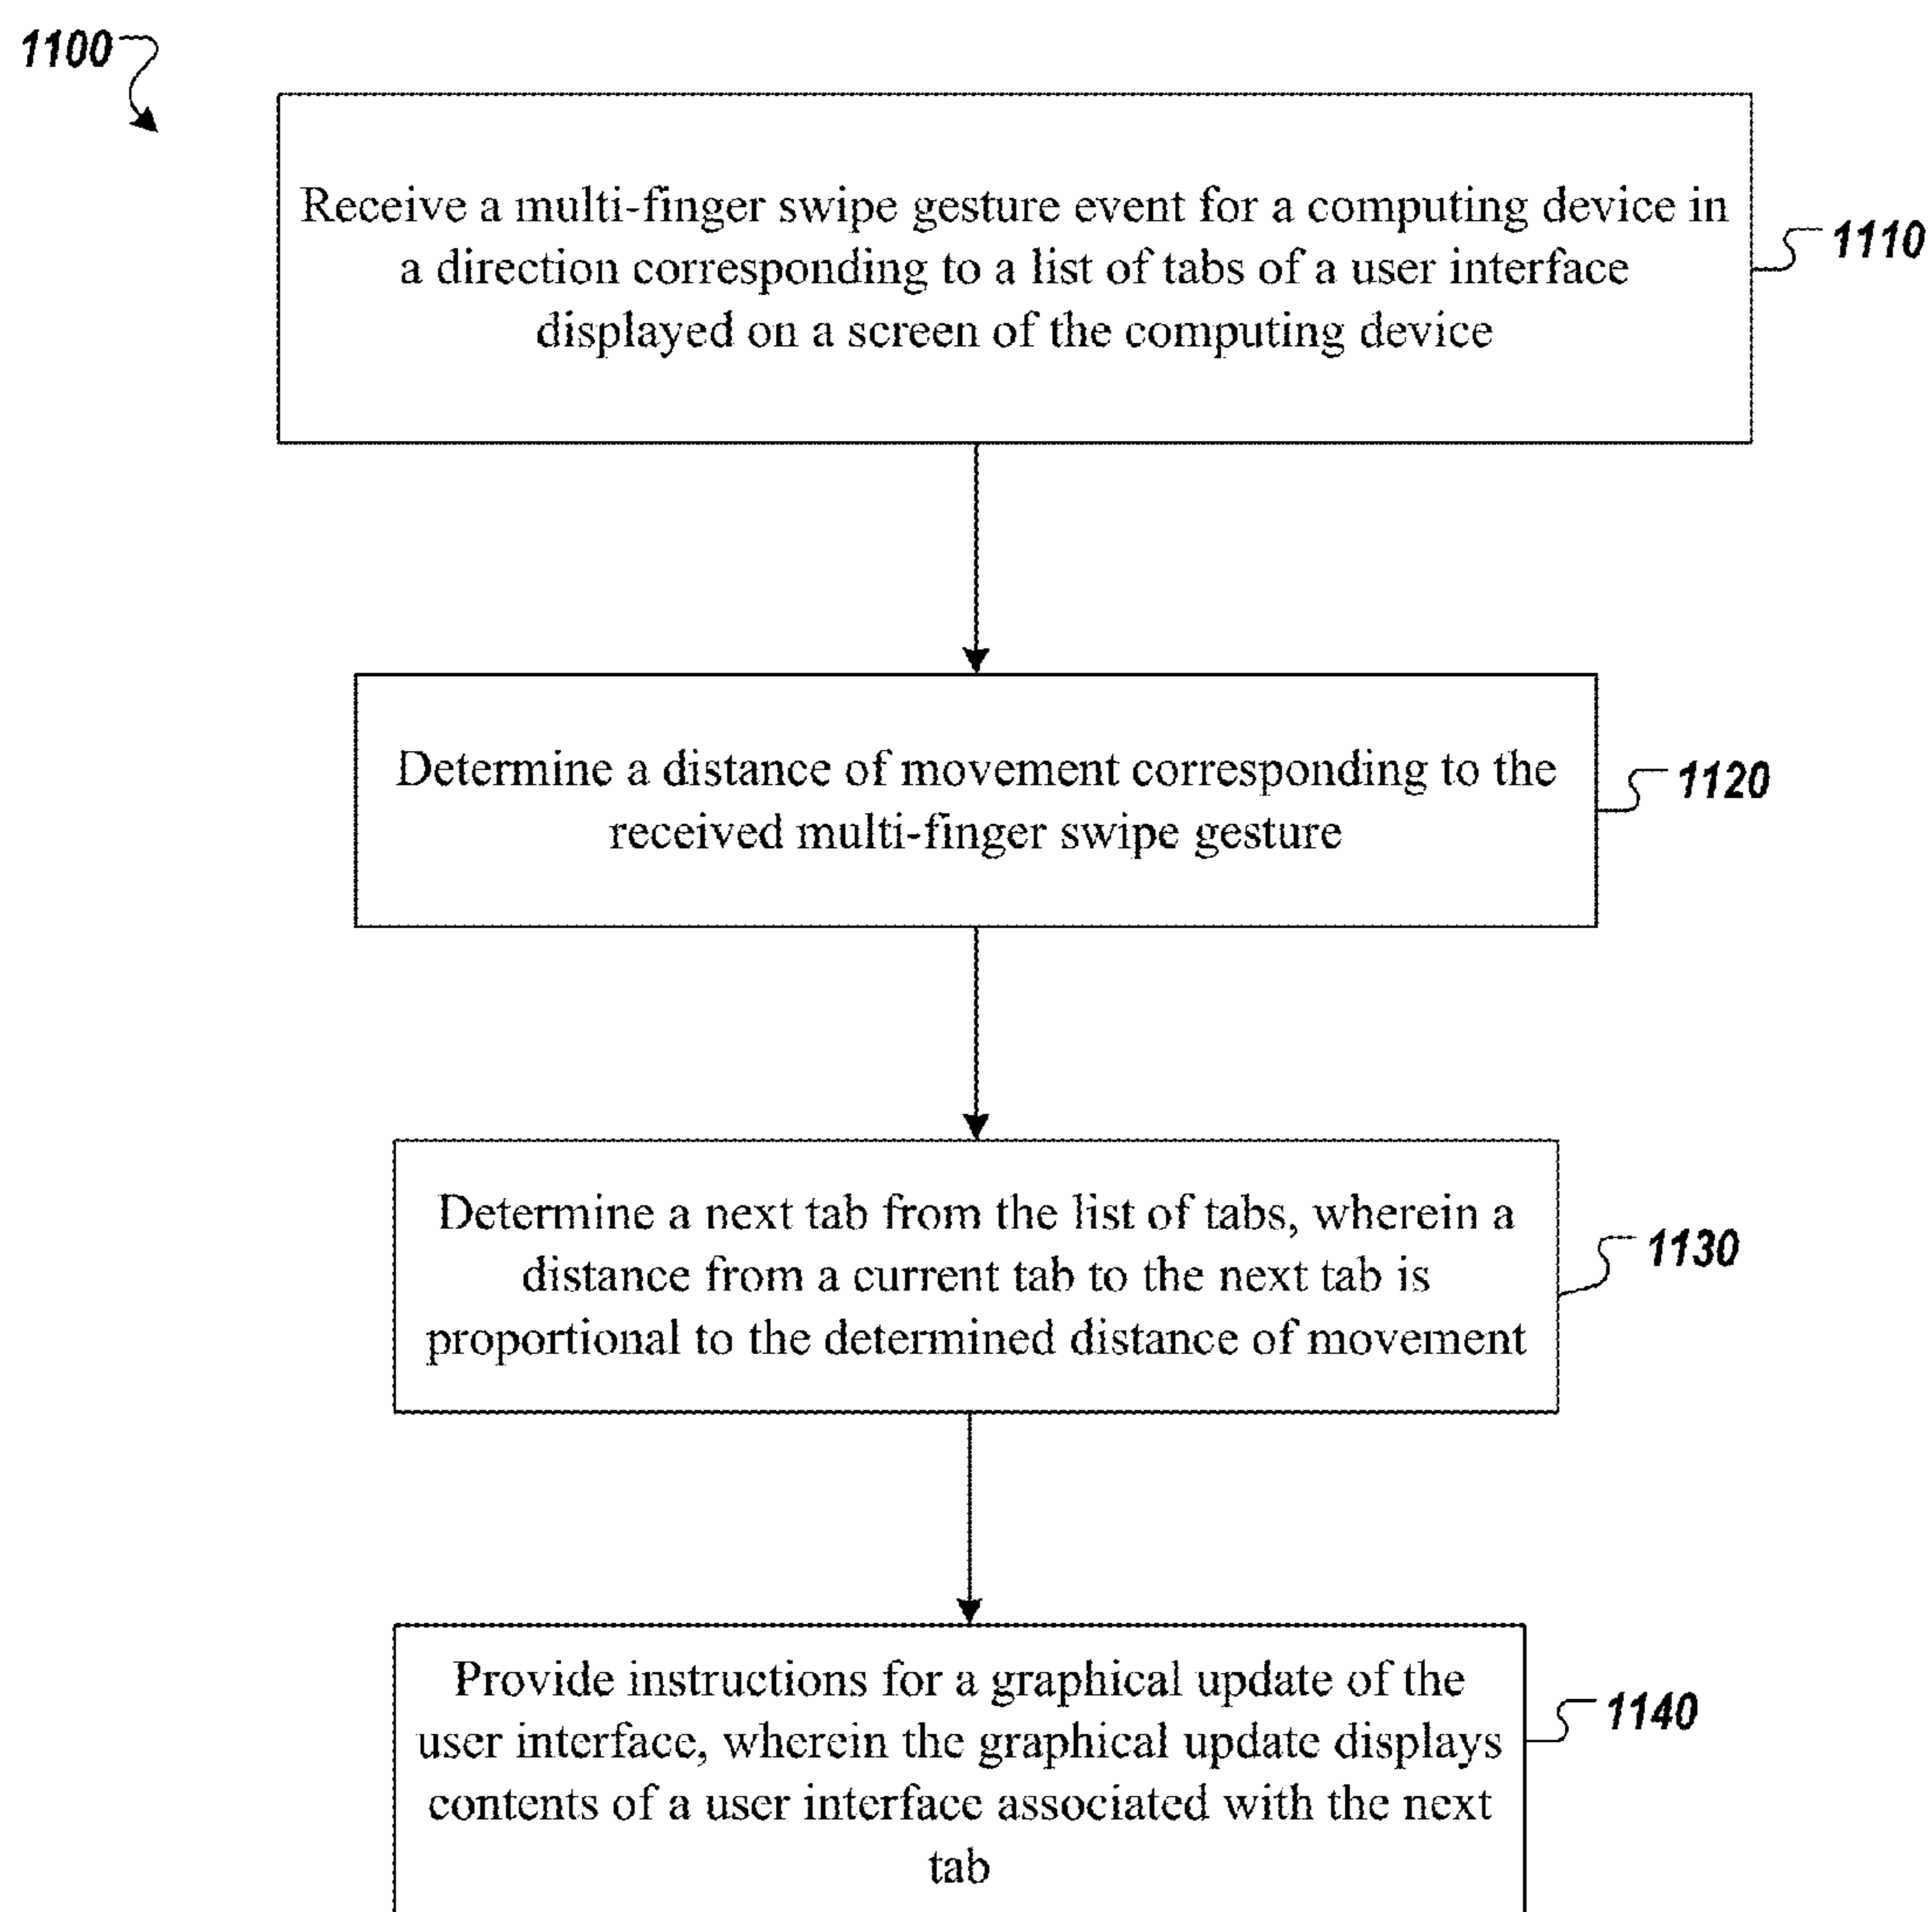 1100
Receive a multi-finger swipe gesture event for a computing device in
a direction corresponding to a list of tabs of a user interface
displayed on a screen of the computing device
1110
Determine a distance of movement corresponding to the
received multi-finger swipe gesture
1120
Determine a next tab from the list of tabs, wherein a
distance from a current tab to the next tab is
proportional to the determined distance of movement
1130
Provide instructions for a graphical update of the
user interface, wherein the graphical update displays
contents of a user interface associated with the next
tab
1140